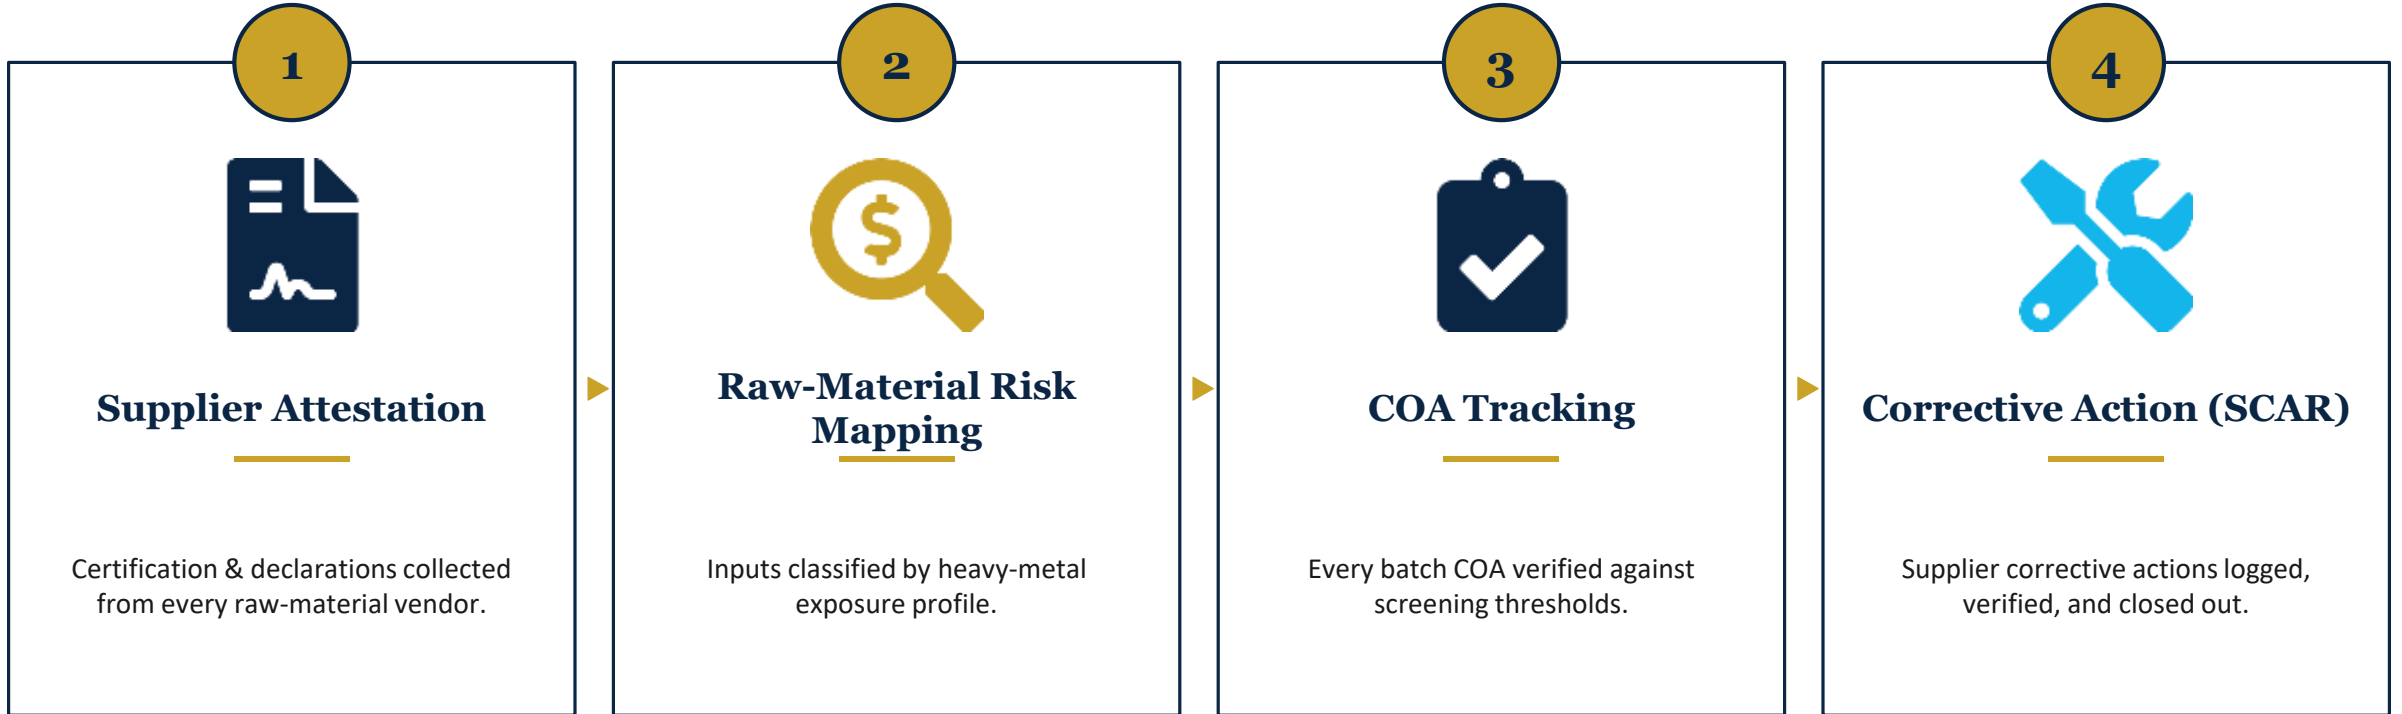 1
Supplier Attestation
Certification & declarations collected
from every raw-material vendor.
2
$
Raw-Material Risk
Mapping
Inputs classified by heavy-metal
exposure profile.
3
COA Tracking
Every batch COA verified against
screening thresholds.
4
Corrective Action (SCAR)
Supplier corrective actions logged,
verified, and closed out.